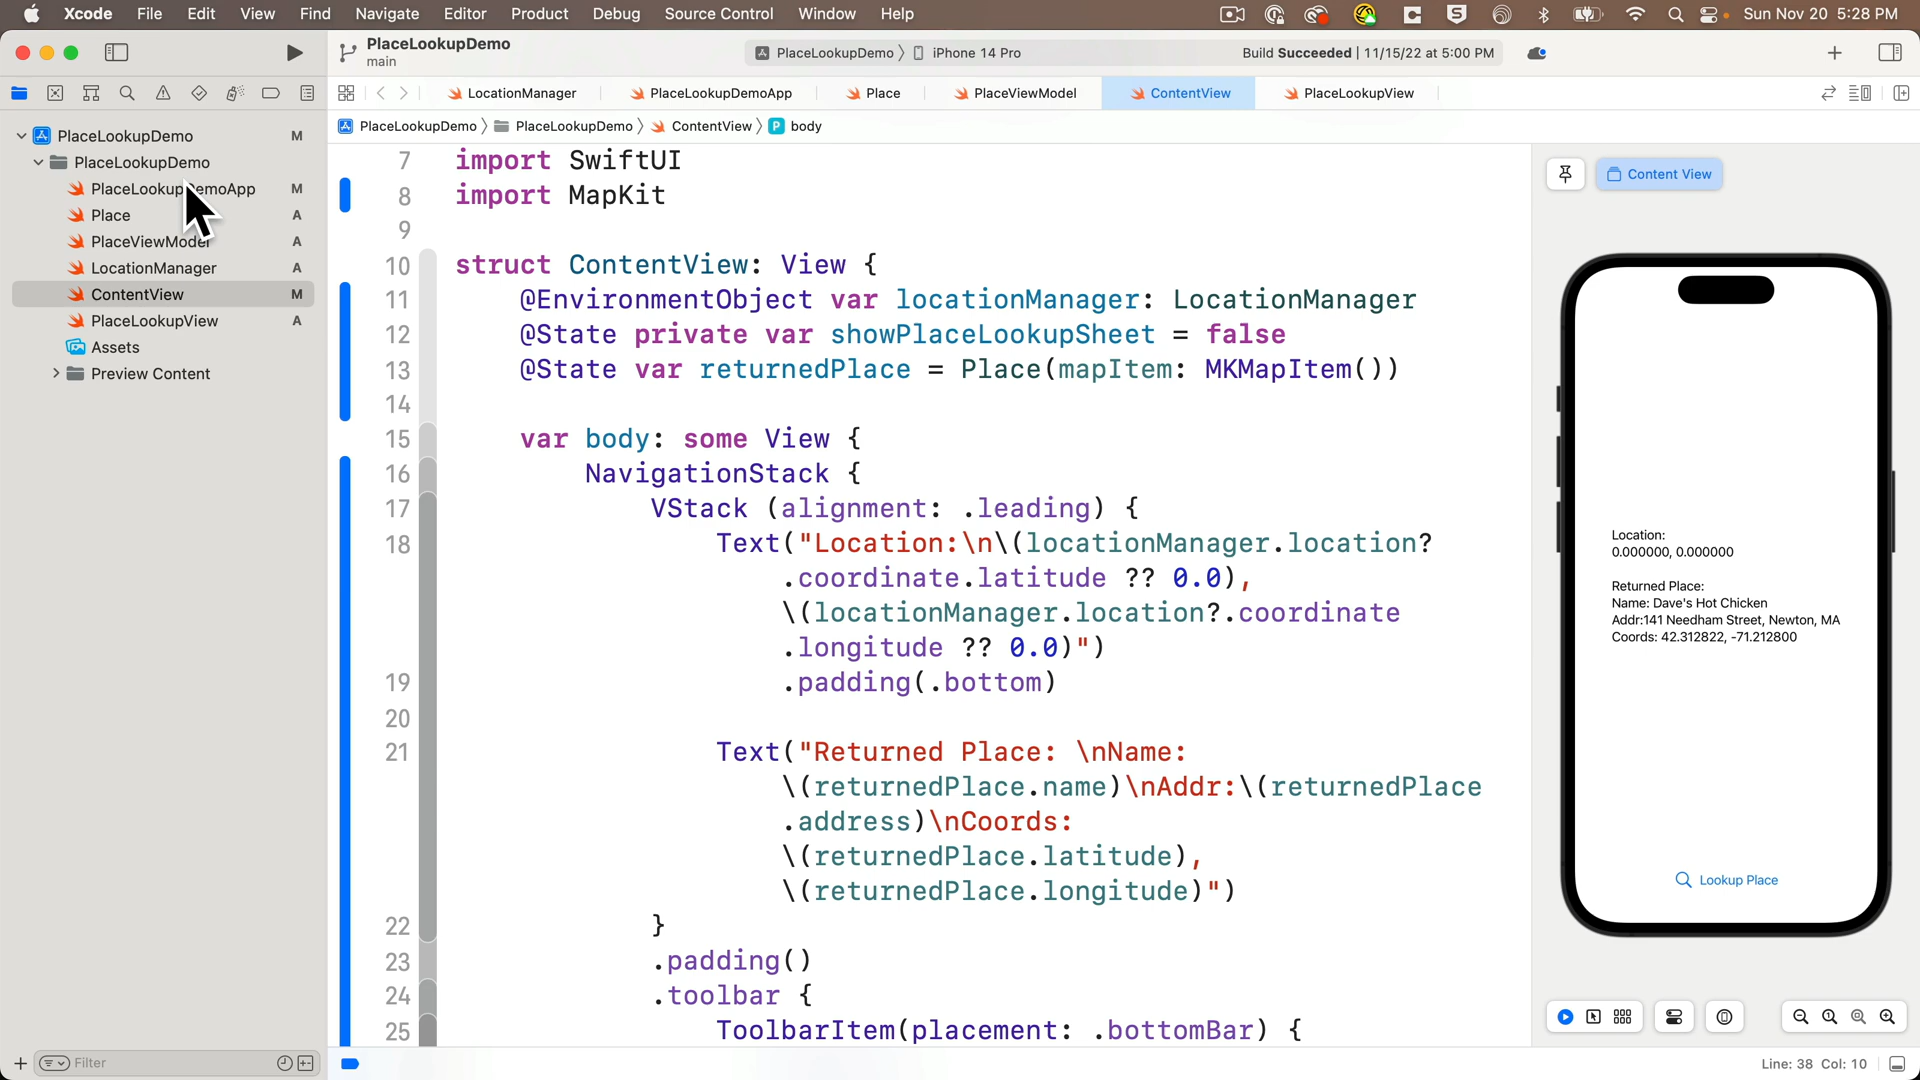 Xcode File Edit View Find Navigate Editor Product Debug Source Control Window Help Sun Nov 20 5:28 PM
PlaceLookupDemo
main
PlaceLookupDemo 〉 iPhone 14 Pro
Build Succeeded | 11/15/22 at 5:00 PM
LocationManager PlaceLookupDemoApp Place PlaceViewModel ContentView PlaceLookupView
PlaceLookupDemo 〉 PlaceLookupDemo 〉 ContentView 〉 P body
PlaceLookupDemo M
PlaceLookupDemo
PlaceLookupDemoApp M
Place A
PlaceViewModel A
LocationManager A
ContentView M
PlaceLookupView A
Assets
Preview Content
Filter
7 import SwiftUI
8 import MapKit
9
10 struct ContentView: View {
11 @EnvironmentObject var locationManager: LocationManager
12 @State private var showPlaceLookupSheet = false
13 @State var returnedPlace = Place(mapItem: MKMapItem())
14
15 var body: some View {
16 NavigationStack {
17 VStack (alignment: .leading) {
18 Text("Location:\n\(locationManager.location?
.coordinate.latitude ?? 0.0),
\(locationManager.location?.coordinate
.longitude ?? 0.0)")
19 .padding(.bottom)
20
21 Text("Returned Place: \nName:
\(returnedPlace.name)\nAddr:\(returnedPlace
.address)\nCoords:
\(returnedPlace.latitude),
\(returnedPlace.longitude)")
22 }
23 .padding()
24 .toolbar {
25 ToolbarItem(placement: .bottomBar) {
Content View
Location:
0.000000, 0.000000
Returned Place:
Name: Dave's Hot Chicken
Addr:141 Needham Street, Newton, MA
Coords: 42.312822, -71.212800
Lookup Place
Line: 38 Col: 10